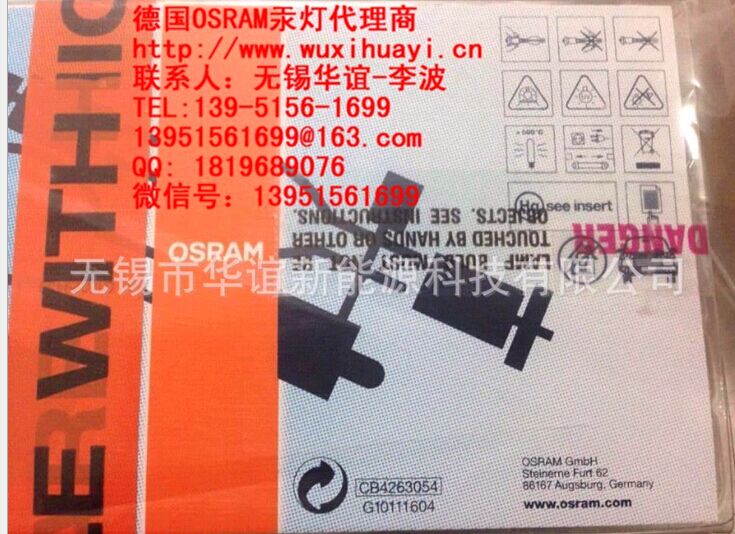 德国OSRAM汞灯代理商
http://www.wuxihuayi.cn
联系人：无锡华谊-李波
TEL:139-5156-1699
13951561699@163.com
QQ: 1819689076
微信号：13951561699
>500°C
Hg see insert
DANGER
TOUCHED BY HANDS OR OTHER
OBJECTS. SEE INSTRUCTIONS.
OSRAM
WITH
无锡市华谊新能源科技有限公司
CB4263054
G10111604
OSRAM GmbH
Steinerne Furt 62
86167 Augsburg, Germany
www.osram.com